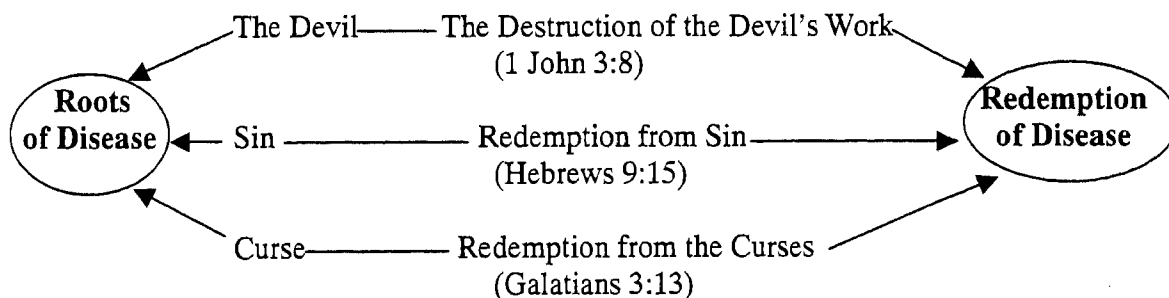 The Devil The Destruction of the Devil's Work
(1 John 3:8)
Roots
of Disease
Redemption
of Disease
Sin Redemption from Sin
(Hebrews 9:15)
Curse Redemption from the Curses
(Galatians 3:13)